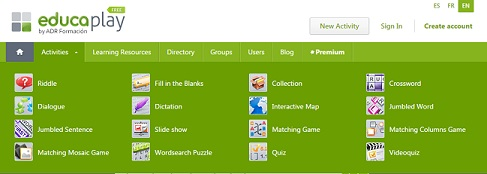 ES FR EN
free
educaplay
by ADR Formación
New Activity Sign In Create account
Activities Learning Resources Directory Groups Users Blog # Premium
Riddle Fill in the Blanks Collection Crossword
Dialogue Dictation Interactive Map Jumbled Word
Jumbled Sentence Slide show Matching Game Matching Columns Game
Matching Mosaic Game Wordsearch Puzzle Quiz Videoquiz